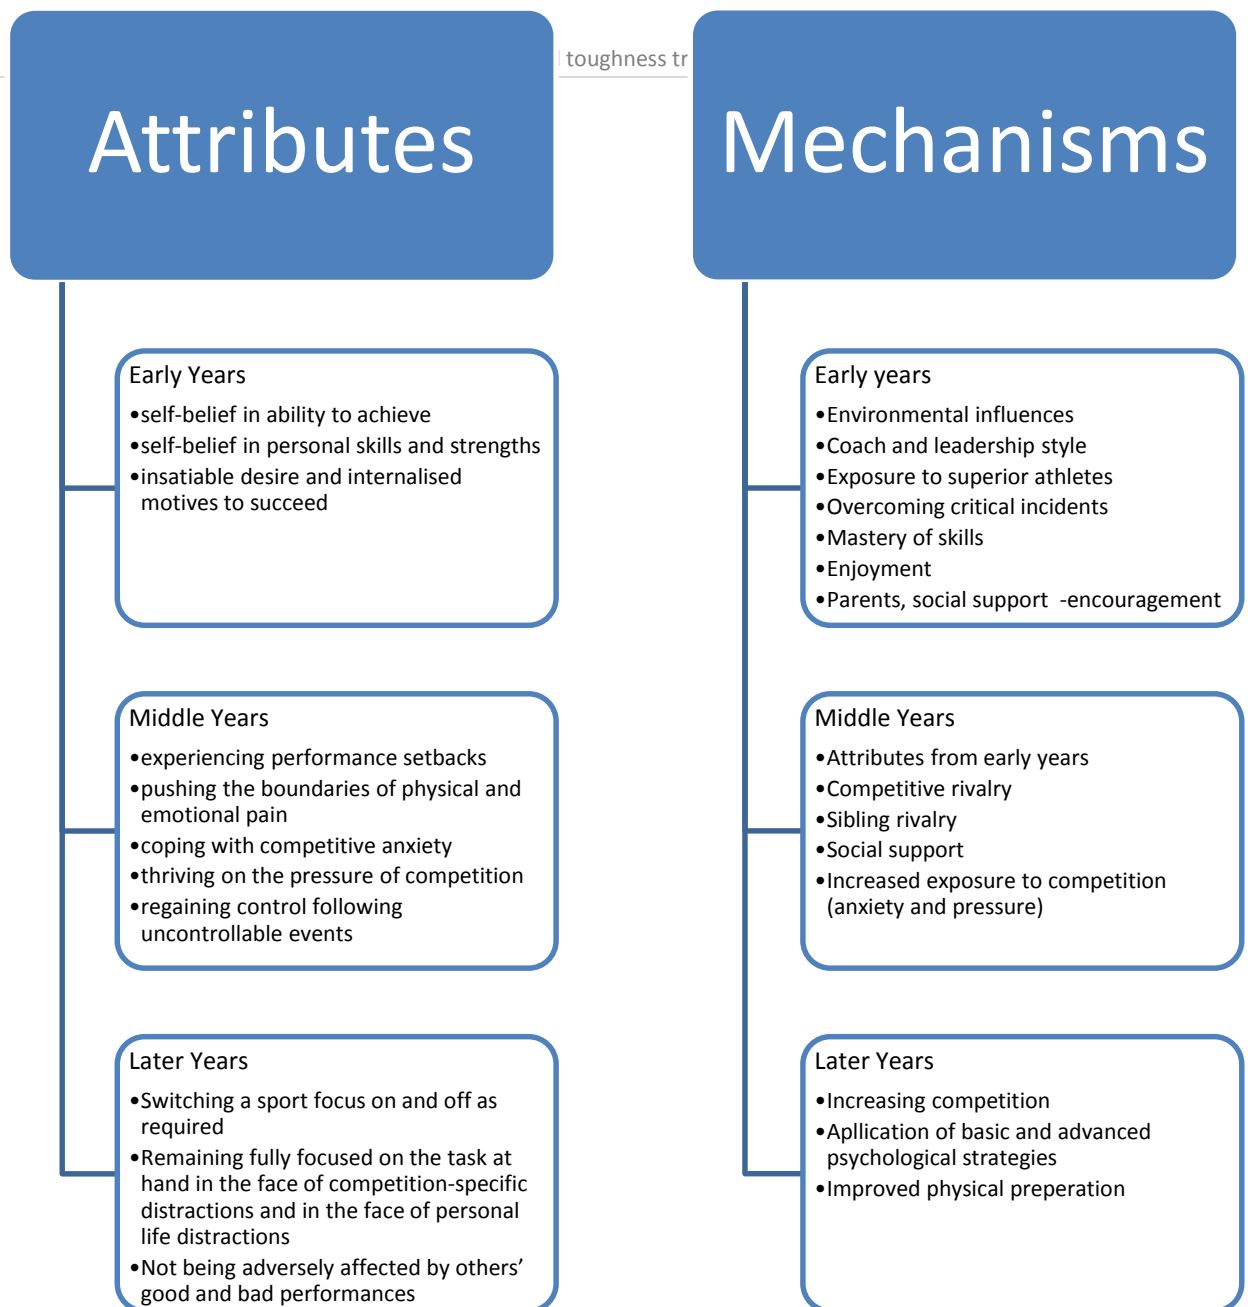 toughness tr
Attributes
Early Years
•self-belief in ability to achieve
•self-belief in personal skills and strengths
•insatiable desire and internalised
motives to succeed
Middle Years
•experiencing performance setbacks
•pushing the boundaries of physical and
emotional pain
•coping with competitive anxiety
•thriving on the pressure of competition
•regaining control following
uncontrollable events
Later Years
•Switching a sport focus on and off as
required
•Remaining fully focused on the task at
hand in the face of competition-specific
distractions and in the face of personal
life distractions
•Not being adversely affected by others’
good and bad performances
Mechanisms
Early years
•Environmental influences
•Coach and leadership style
•Exposure to superior athletes
•Overcoming critical incidents
•Mastery of skills
•Enjoyment
•Parents, social support -encouragement
Middle Years
•Attributes from early years
•Competitive rivalry
•Sibling rivalry
•Social support
•Increased exposure to competition
(anxiety and pressure)
Later Years
•Increasing competition
•Apllication of basic and advanced
psychological strategies
•Improved physical preperation